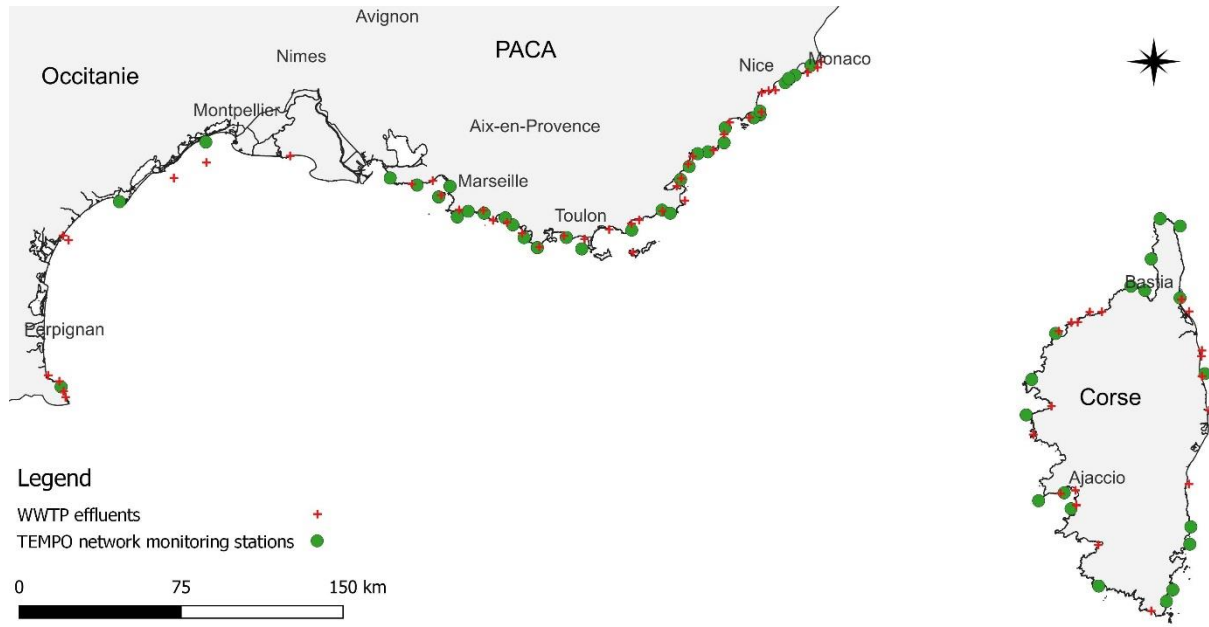 Avignon
PACA
Nimes
Occitanie
Nice
Monaco
Montpellier
Aix-en-Provence
Marseille
Toulon
Bastia
Perpignan
Corse
Ajaccio
Legend
WWTP effluents
TEMPO network monitoring stations
0 75 150 km